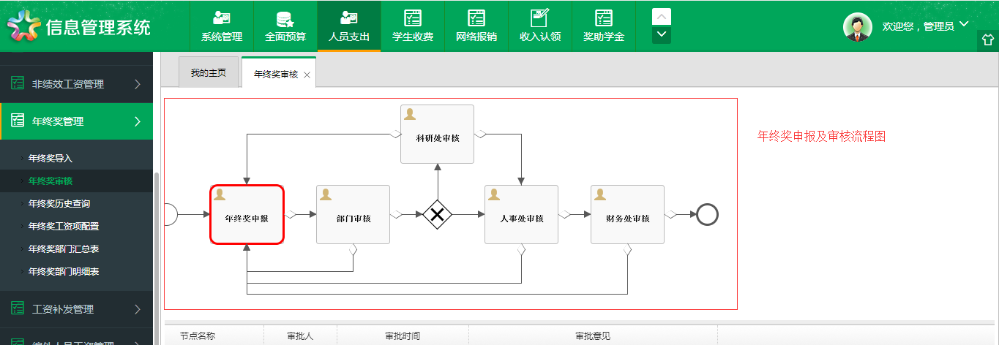 信息管理系统
系统管理
全面预算
人员支出
学生收费
网络报销
收入认领
奖助学金
欢迎您，管理员
非绩效工资管理
年终奖管理
年终奖导入
年终奖审核
年终奖历史查询
年终奖工资项配置
年终奖部门汇总表
年终奖部门明细表
工资补发管理
编外人员工资管理
我的主页
年终奖审核
科研处审核
年终奖申报
部门审核
人事处审核
财务处审核
年终奖申报及审核流程图
节点名称
审批人
审批时间
审批意见